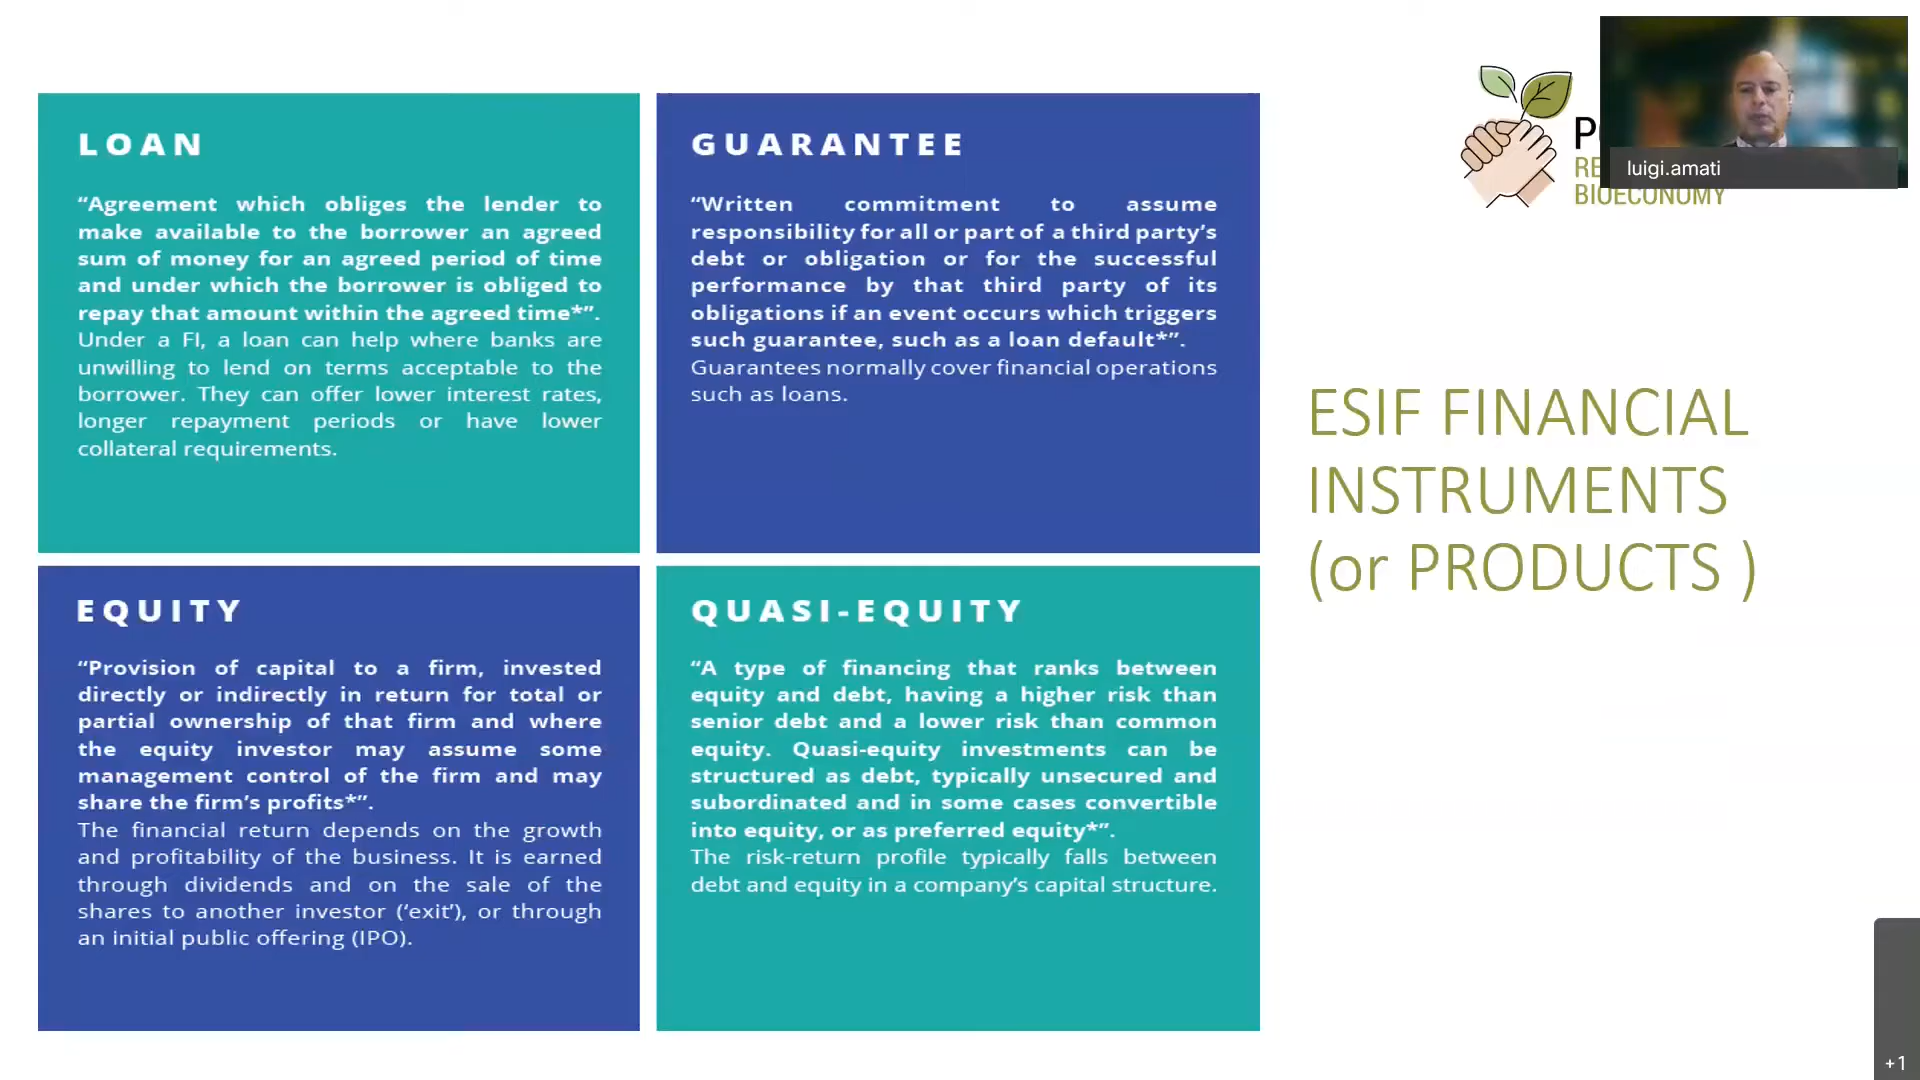 LOAN
“Agreement which obliges the lender to
make available to the borrower an agreed
sum of money for an agreed period of time
and under which the borrower is obliged to
repay that amount within the agreed time*”.
Under a FI, a loan can help where banks are
unwilling to lend on terms acceptable to the
borrower. They can offer lower interest rates,
longer repayment periods or have lower
collateral requirements.
GUARANTEE
“Written commitment to assume
responsibility for all or part of a third party’s
debt or obligation or for the successful
performance by that third party of its
obligations if an event occurs which triggers
such guarantee, such as a loan default*”.
Guarantees normally cover financial operations
such as loans.
EQUITY
“Provision of capital to a firm, invested
directly or indirectly in return for total or
partial ownership of that firm and where
the equity investor may assume some
management control of the firm and may
share the firm’s profits*”.
The financial return depends on the growth
and profitability of the business. It is earned
through dividends and on the sale of the
shares to another investor (‘exit’), or through
an initial public offering (IPO).
QUASI-EQUITY
“A type of financing that ranks between
equity and debt, having a higher risk than
senior debt and a lower risk than common
equity. Quasi-equity investments can be
structured as debt, typically unsecured and
subordinated and in some cases convertible
into equity, or as preferred equity*”.
The risk-return profile typically falls between
debt and equity in a company’s capital structure.
BIOECONOMY
luigi.amati
ESIF FINANCIAL
INSTRUMENTS
(or PRODUCTS )
+1